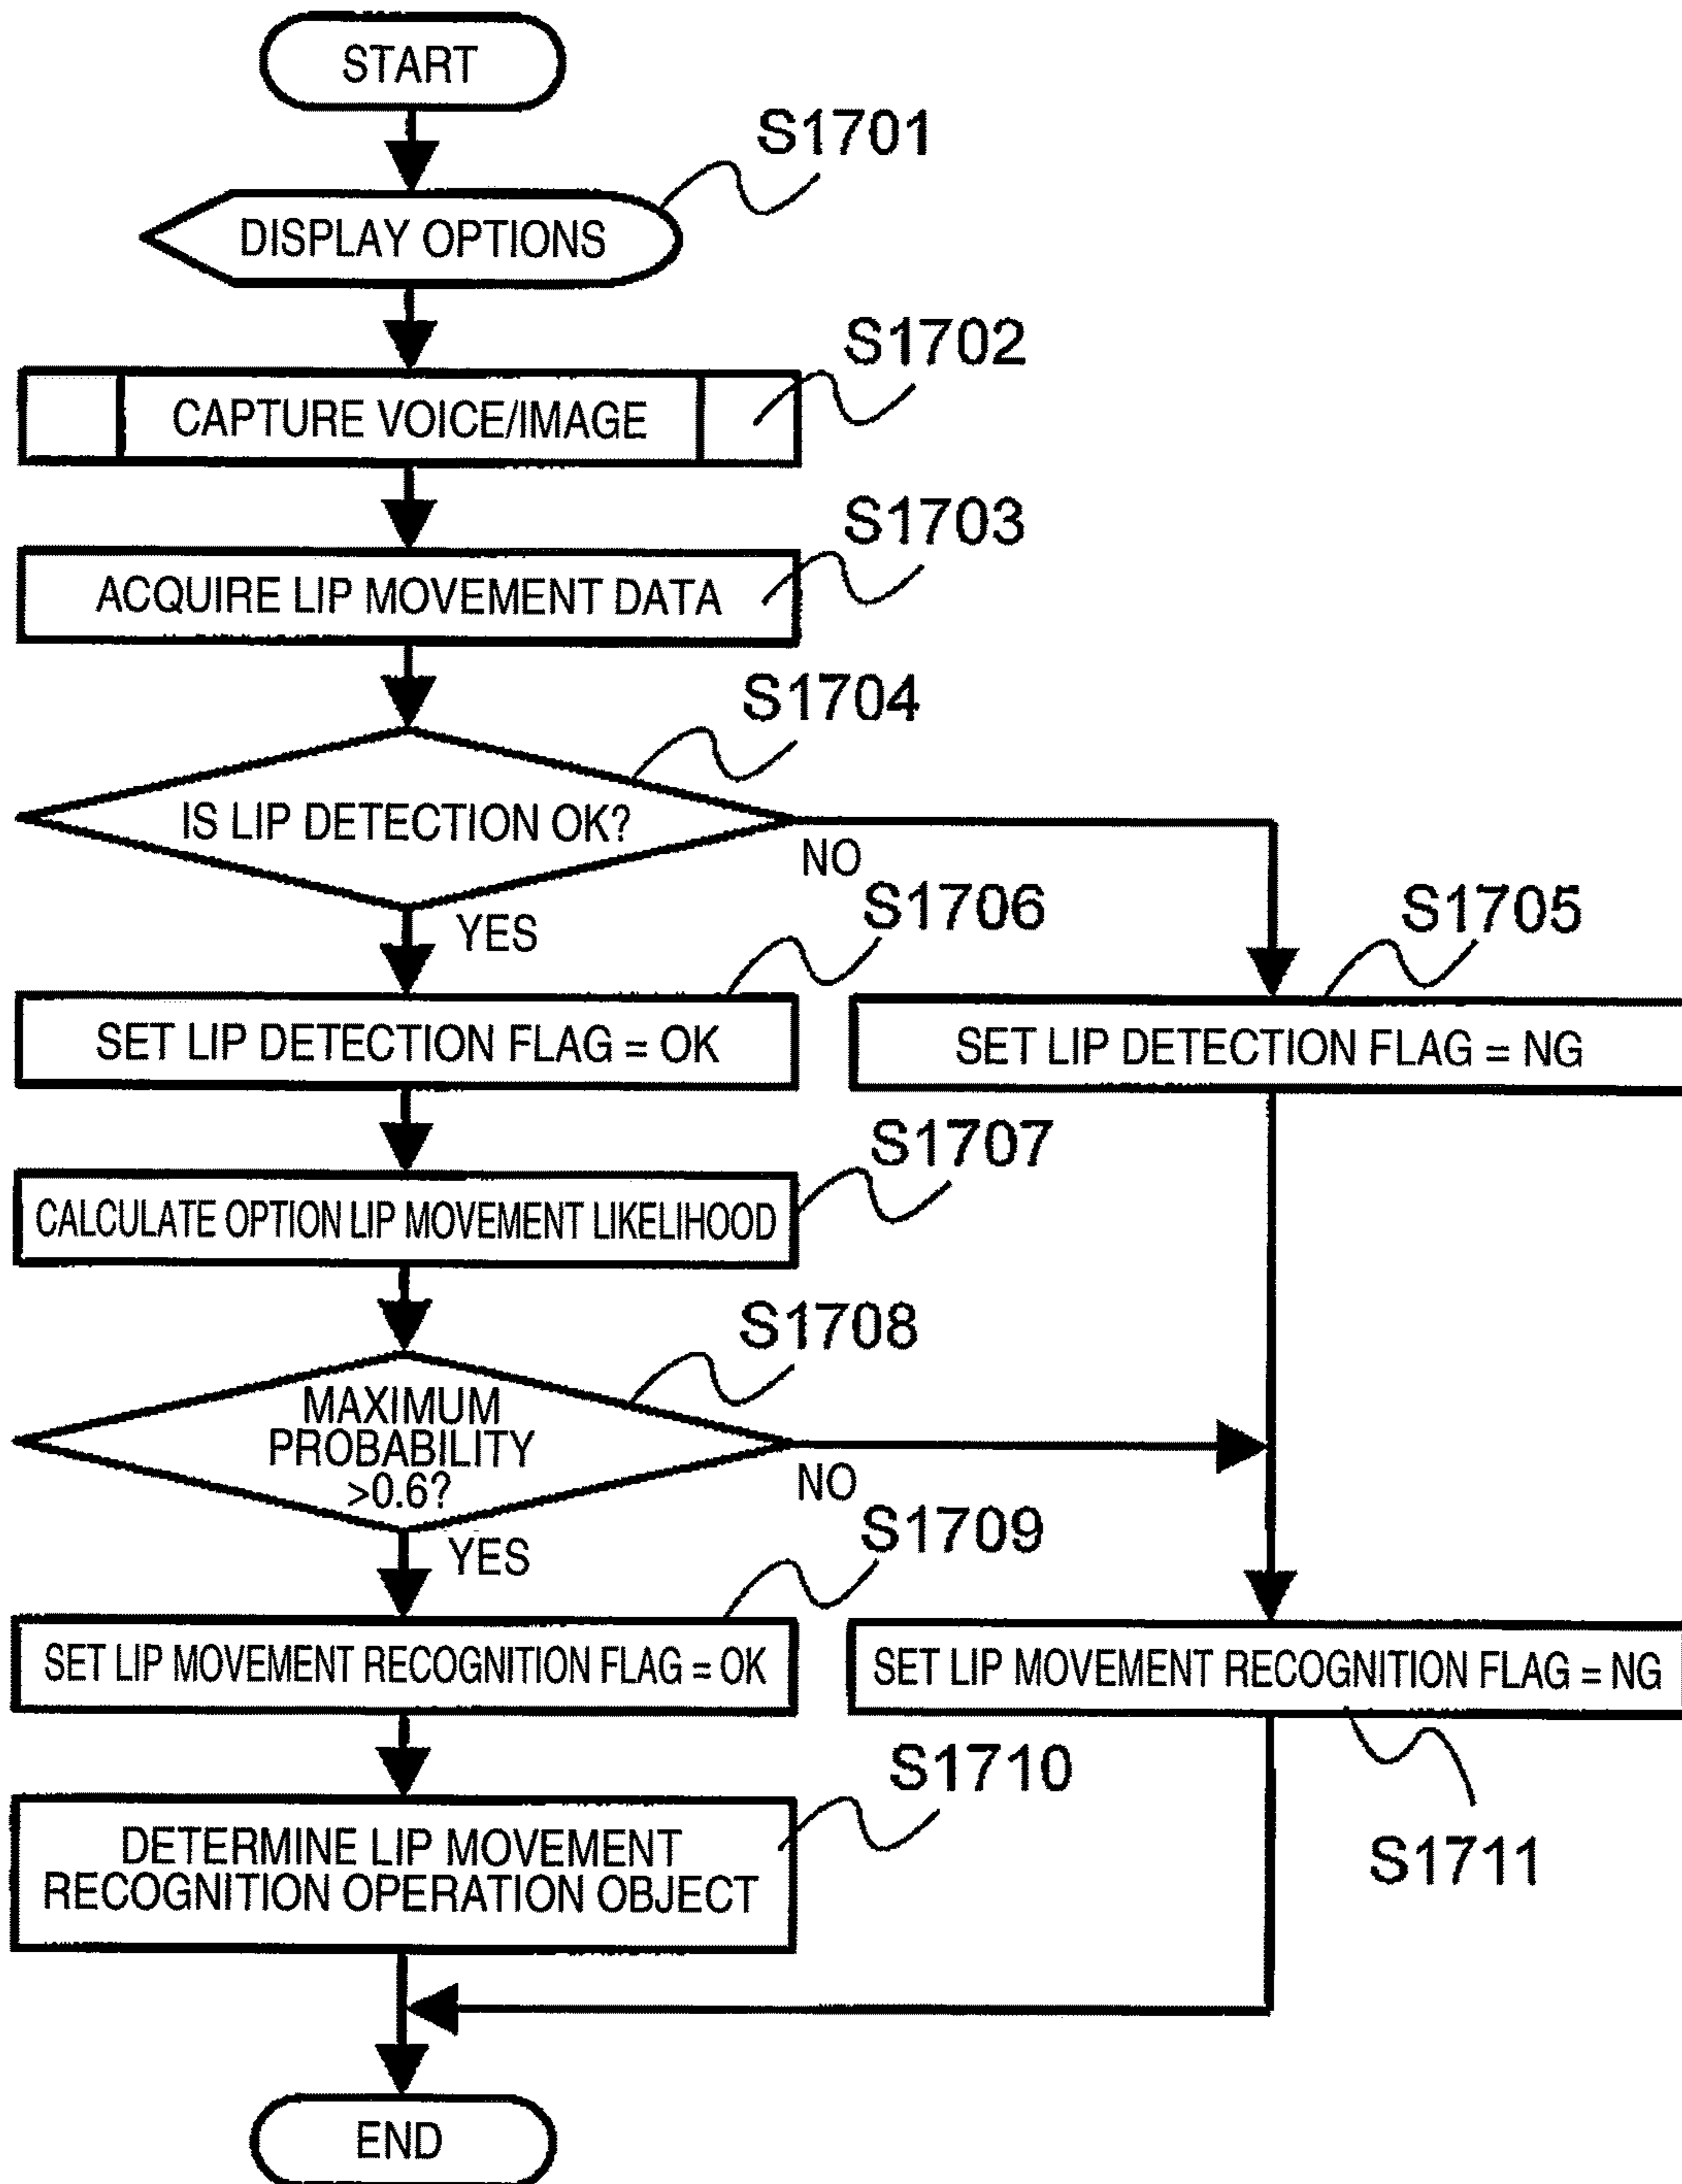 START
S1701
DISPLAY OPTIONS
S1702
CAPTURE VOICE/IMAGE
S1703
ACQUIRE LIP MOVEMENT DATA
S1704
IS LIP DETECTION OK?
NO
YES
S1706
S1705
SET LIP DETECTION FLAG = OK
SET LIP DETECTION FLAG = NG
S1707
CALCULATE OPTION LIP MOVEMENT LIKELIHOOD
S1708
MAXIMUM
PROBABILITY
>0.6?
NO
YES
S1709
SET LIP MOVEMENT RECOGNITION FLAG = OK
SET LIP MOVEMENT RECOGNITION FLAG = NG
S1710
DETERMINE LIP MOVEMENT
RECOGNITION OPERATION OBJECT
S1711
END